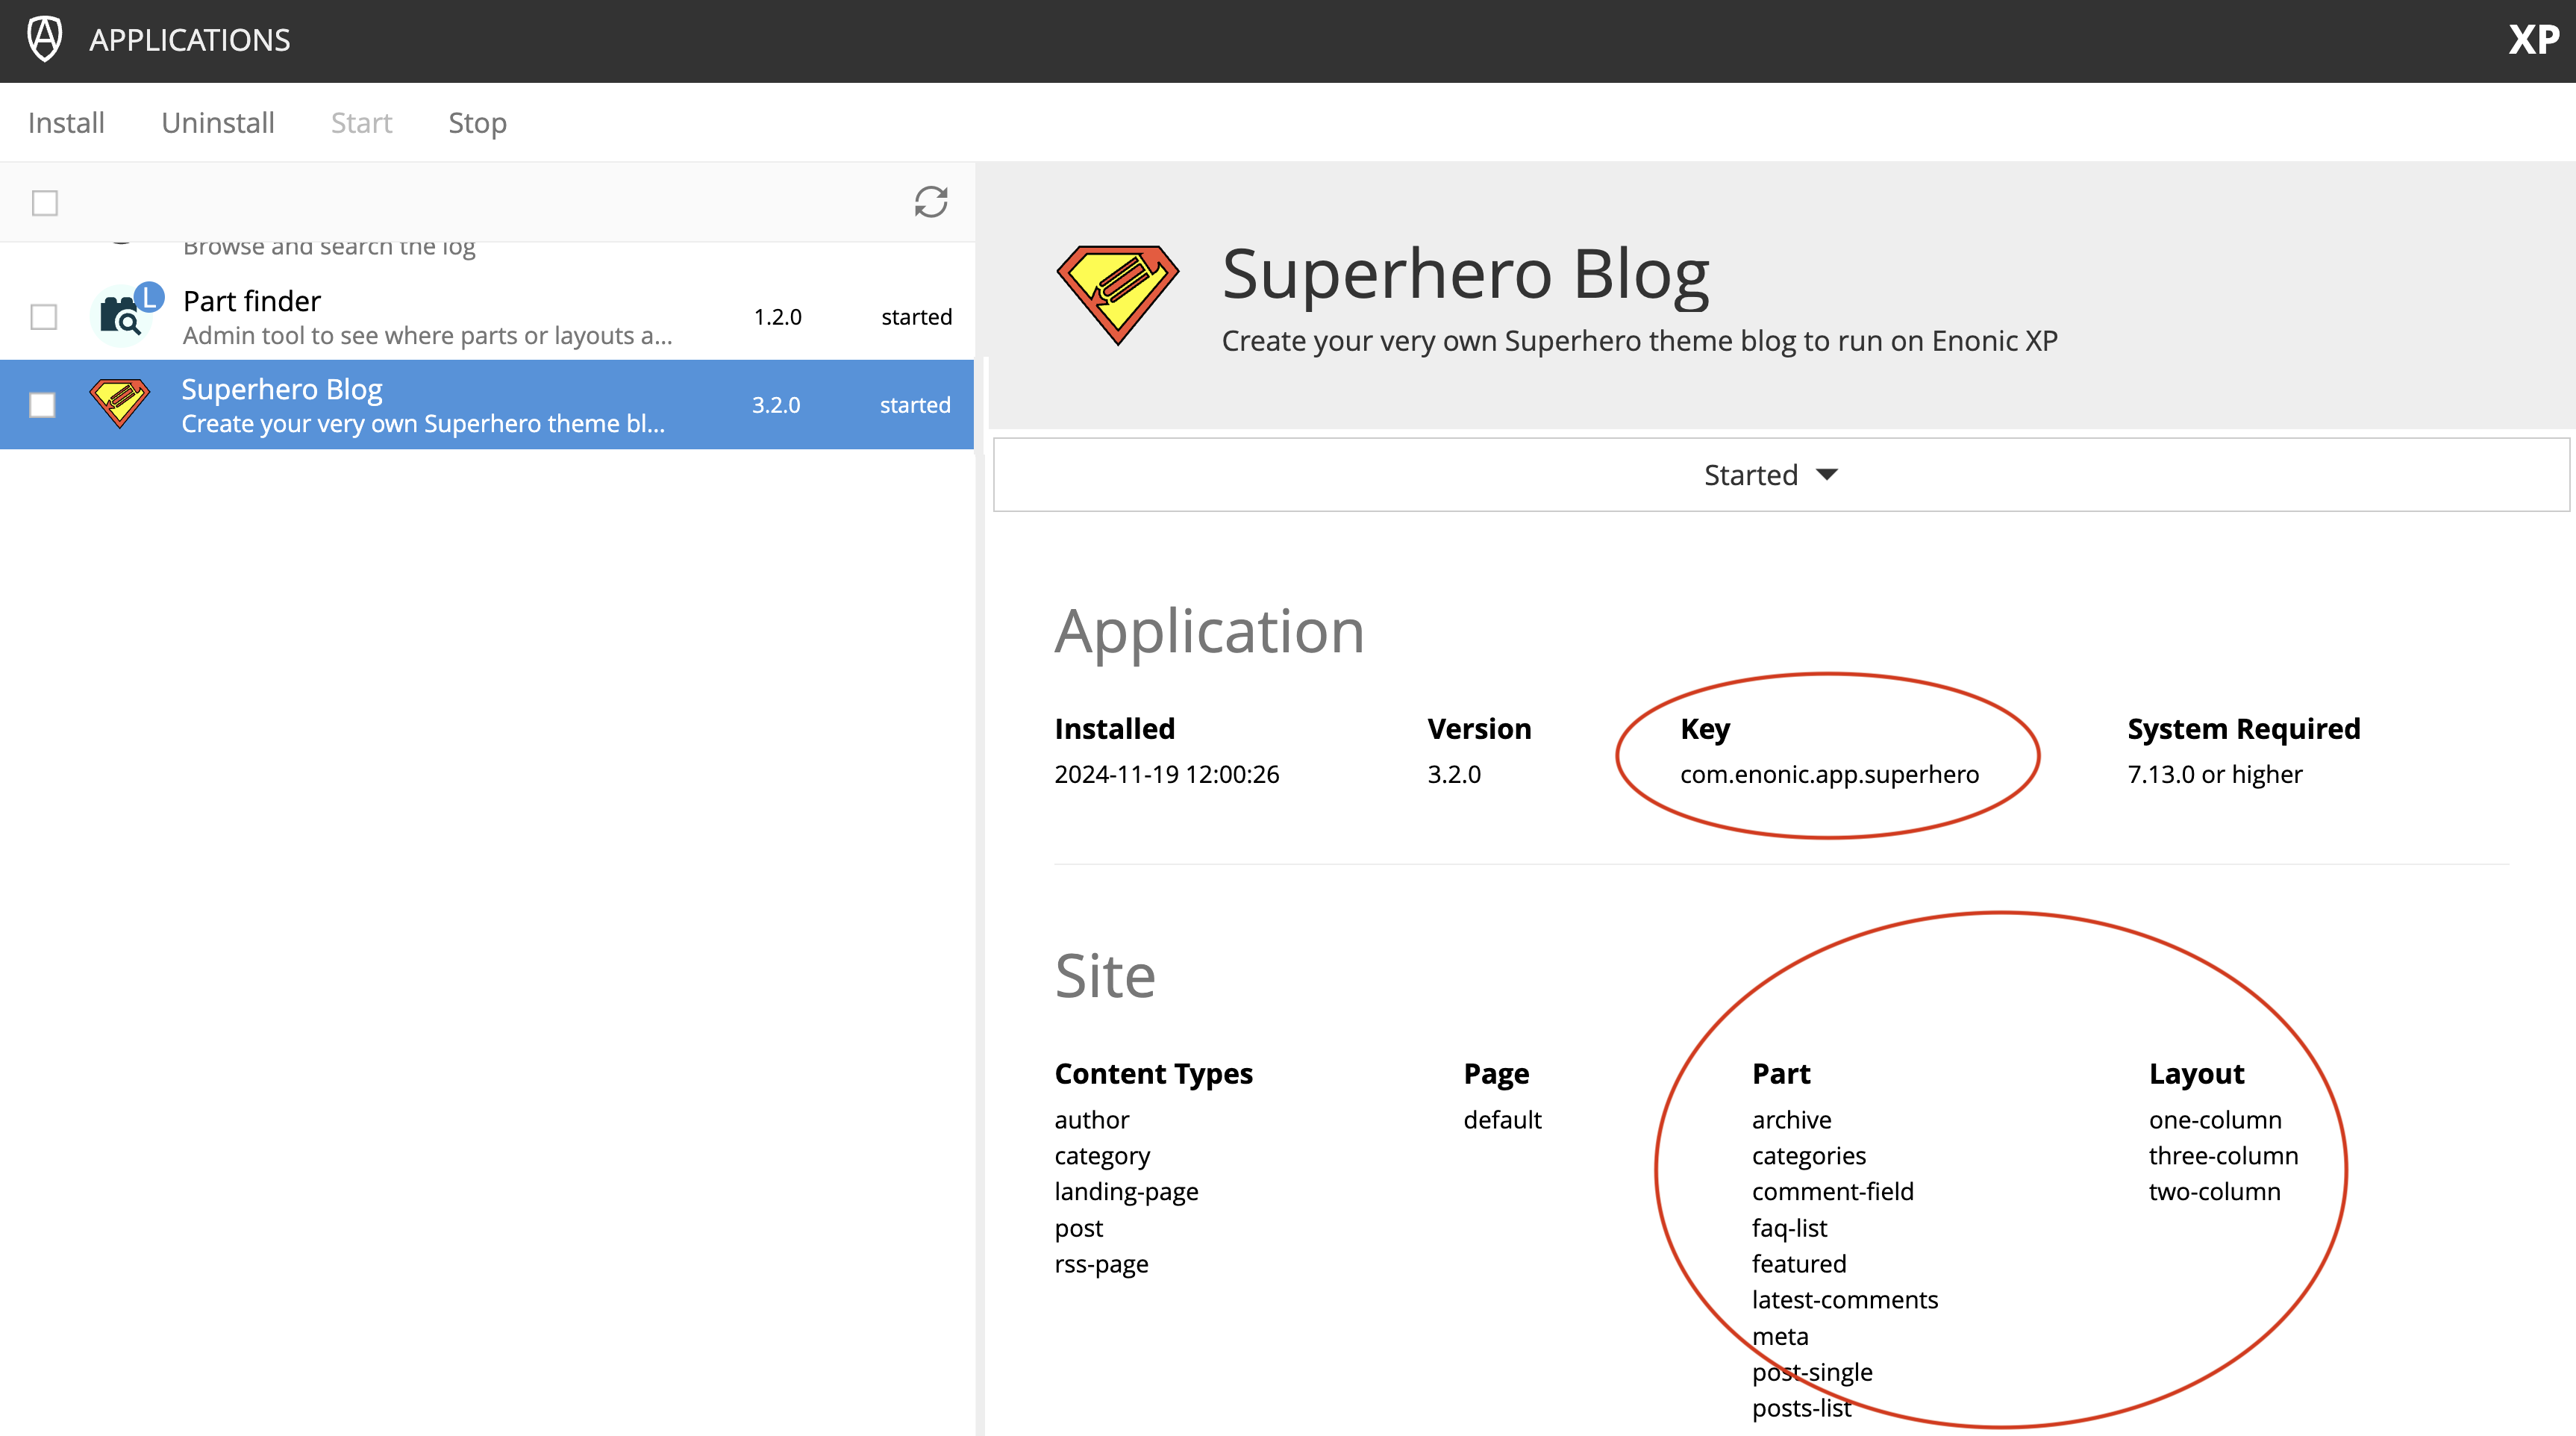 APPLICATIONS
XP
Install Uninstall Start Stop
Browse and search the log
L
Part finder
Admin tool to see where parts or layouts a...
1.2.0 started
Superhero Blog
Create your very own Superhero theme bl...
3.2.0 started
Superhero Blog
Create your very own Superhero theme blog to run on Enonic XP
Started
Application
Installed Version Key System Required
2024-11-19 12:00:26 3.2.0 com.enonic.app.superhero 7.13.0 or higher
Site
Content Types Page Part Layout
author default archive one-column
category categories three-column
landing-page comment-field two-column
post faq-list
rss-page featured
latest-comments
meta
post-single
posts-list